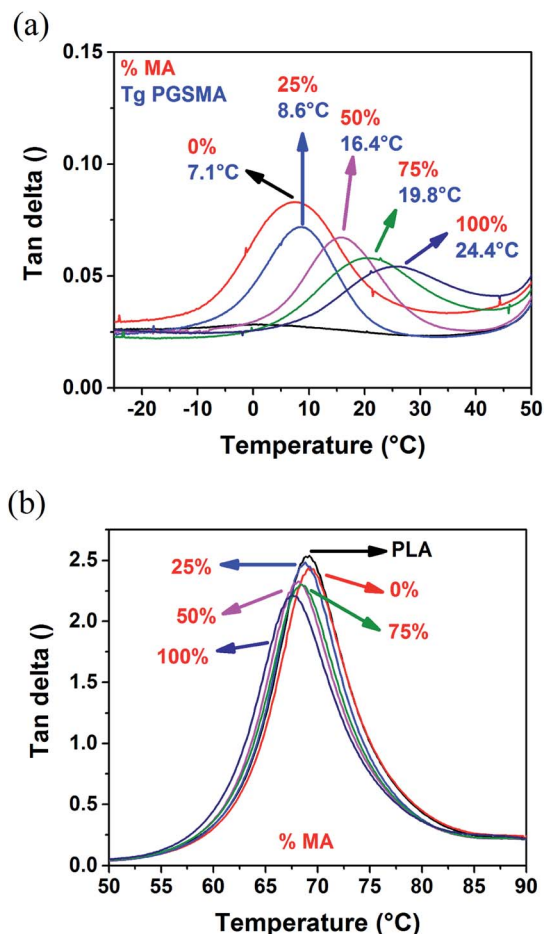 (a)
0.15
0.10
0.05
0.00
Tan delta ()
% MA
Tg PGSMA
0%
7.1°C
25%
8.6°C
50%
16.4°C
75%
19.8°C
100%
24.4°C
-20 -10 0 10 20 30 40 50
Temperature (°C)
(b)
2.5
2.0
1.5
1.0
0.5
0.0
Tan delta ()
PLA
25%
0%
50%
75%
100%
% MA
50 55 60 65 70 75 80 85 90
Temperature (°C)